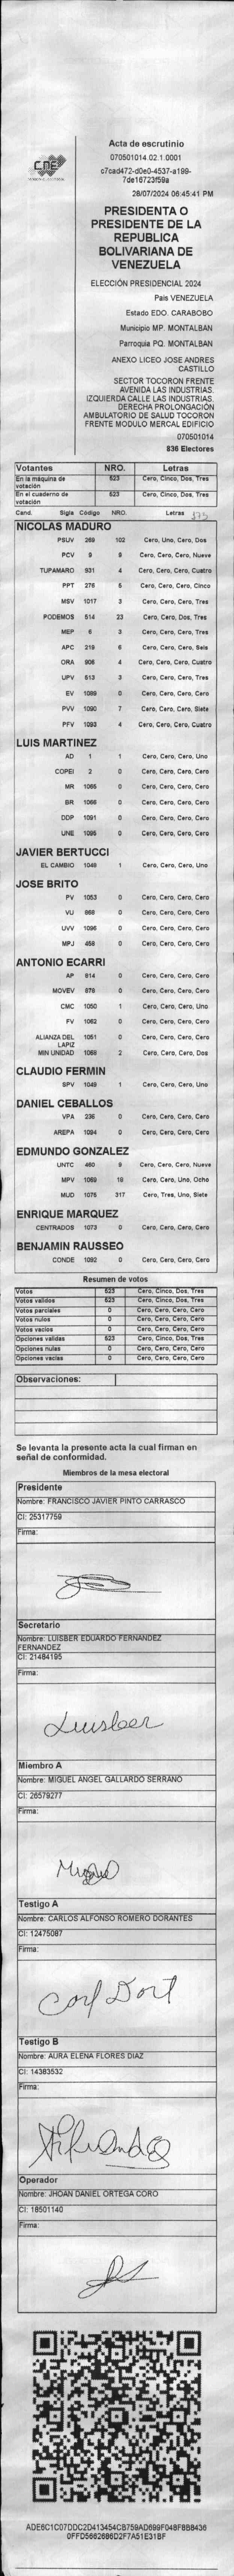 CNE
Acta de escrutinio
070501014.02.1.0001
c7cad472-d0e0-4537-a199-
7de16723f59a
28/07/2024 06:45:41 PM
PRESIDENTA O
PRESIDENTE DE LA
REPUBLICA
BOLIVARIANA DE
VENEZUELA
ELECCIÓN PRESIDENCIAL 2024
País VENEZUELA
Estado EDO. CARABOBO
Municipio MP. MONTALBAN
Parroquia PQ. MONTALBAN
ANEXO LICEO JOSE ANDRES
CASTILLO
SECTOR TOCORON FRENTE
AVENIDA LAS INDUSTRIAS.
IZQUIERDA CALLE LAS INDUSTRIAS.
DERECHA PROLONGACIÓN
AMBULATORIO DE SALUD TOCORON
FRENTE MODULO MERCAL EDIFICIO
070501014
836 Electores
Votantes NRO. Letras
En la máquina de votación 523 Cero, Cinco, Dos, Tres
En el cuaderno de votación 523 Cero, Cinco, Dos, Tres
Cand. Sigla Código NRO. Letras
NICOLAS MADURO
PSUV 269 102 Cero, Uno, Cero, Dos
PCV 9 9 Cero, Cero, Cero, Nueve
TUPAMARO 931 4 Cero, Cero, Cero, Cuatro
PPT 276 5 Cero, Cero, Cero, Cinco
MSV 1017 3 Cero, Cero, Cero, Tres
PODEMOS 514 23 Cero, Cero, Dos, Tres
MEP 6 3 Cero, Cero, Cero, Tres
APC 219 6 Cero, Cero, Cero, Seis
ORA 906 4 Cero, Cero, Cero, Cuatro
UPV 513 3 Cero, Cero, Cero, Tres
EV 1089 0 Cero, Cero, Cero, Cero
PVV 1090 7 Cero, Cero, Cero, Siete
PFV 1093 4 Cero, Cero, Cero, Cuatro
LUIS MARTINEZ
AD 1 1 Cero, Cero, Cero, Uno
COPEI 2 0 Cero, Cero, Cero, Cero
MR 1065 0 Cero, Cero, Cero, Cero
BR 1066 0 Cero, Cero, Cero, Cero
DDP 1091 0 Cero, Cero, Cero, Cero
UNE 1095 0 Cero, Cero, Cero, Cero
JAVIER BERTUCCI
EL CAMBIO 1048 1 Cero, Cero, Cero, Uno
JOSE BRITO
PV 1053 0 Cero, Cero, Cero, Cero
VU 868 0 Cero, Cero, Cero, Cero
UVV 1096 0 Cero, Cero, Cero, Cero
MPJ 458 0 Cero, Cero, Cero, Cero
ANTONIO ECARRI
AP 814 0 Cero, Cero, Cero, Cero
MOVEV 876 0 Cero, Cero, Cero, Cero
CMC 1050 1 Cero, Cero, Cero, Uno
FV 1062 0 Cero, Cero, Cero, Cero
ALIANZA DEL LAPIZ 1051 0 Cero, Cero, Cero, Cero
MIN UNIDAD 1068 2 Cero, Cero, Cero, Dos
CLAUDIO FERMIN
SPV 1049 1 Cero, Cero, Cero, Uno
DANIEL CEBALLOS
VPA 236 0 Cero, Cero, Cero, Cero
AREPA 1094 0 Cero, Cero, Cero, Cero
EDMUNDO GONZALEZ
UNTC 460 9 Cero, Cero, Cero, Nueve
MPV 1069 18 Cero, Cero, Uno, Ocho
MUD 1076 317 Cero, Tres, Uno, Siete
ENRIQUE MARQUEZ
CENTRADOS 1073 0 Cero, Cero, Cero, Cero
BENJAMIN RAUSSEO
CONDE 1092 0 Cero, Cero, Cero, Cero
Resumen de votos
Votos 523 Cero, Cinco, Dos, Tres
Votos válidos 523 Cero, Cinco, Dos, Tres
Votos parciales 0 Cero, Cero, Cero, Cero
Votos nulos 0 Cero, Cero, Cero, Cero
Votos vacíos 0 Cero, Cero, Cero, Cero
Opciones válidas 523 Cero, Cinco, Dos, Tres
Opciones nulas 0 Cero, Cero, Cero, Cero
Opciones vacías 0 Cero, Cero, Cero, Cero
Observaciones:
Se levanta la presente acta la cual firman en
señal de conformidad.
Miembros de la mesa electoral
Presidente
Nombre: FRANCISCO JAVIER PINTO CARRASCO
CI: 25317759
Firma:
Secretario
Nombre: LUISBER EDUARDO FERNANDEZ
FERNANDEZ
CI: 21484195
Firma:
Luisber
Miembro A
Nombre: MIGUEL ANGEL GALLARDO SERRANO
CI: 26579277
Firma:
Miguel
Testigo A
Nombre: CARLOS ALFONSO ROMERO DORANTES
CI: 12475087
Firma:
Testigo B
Nombre: AURA ELENA FLORES DIAZ
CI: 14383532
Firma:
Operador
Nombre: JHOAN DANIEL ORTEGA CORO
CI: 18501140
Firma:
ADE6C1C07DDC2D413454CB759AD699F048F8B8436
0FFD5662686D2F7A51E31BF